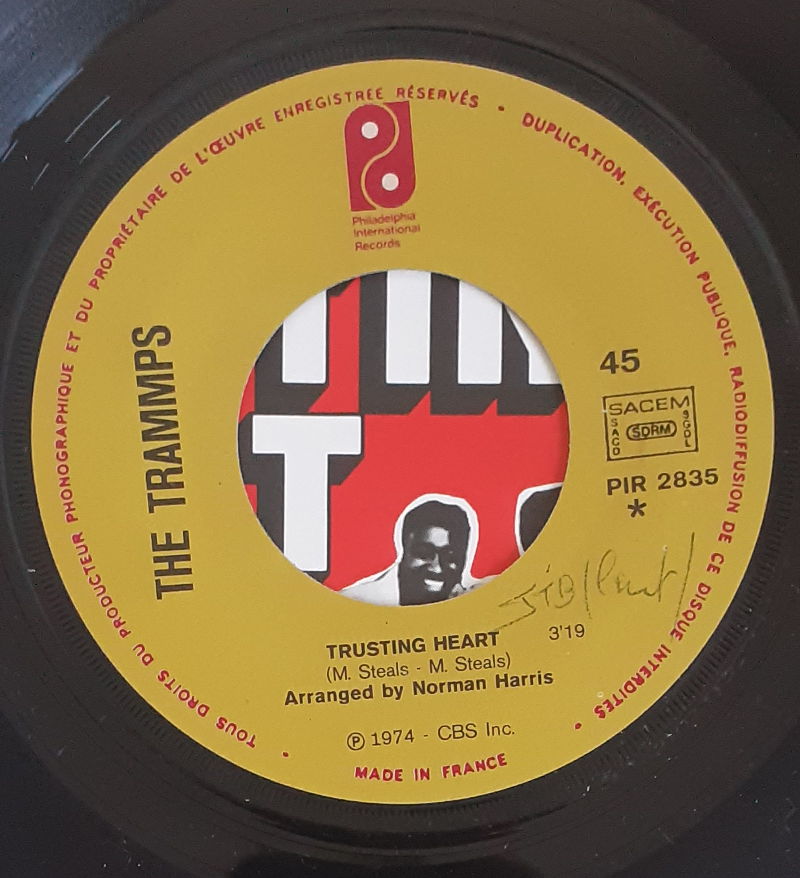 TOUS DROITS DU PRODUCTEUR PHONOGRAPHIQUE ET DU PROPRIÉTAIRE DE L'ŒUVRE ENREGISTREE RÉSERVÉS • DUPLICATION, EXÉCUTION PUBLIQUE, RADIODIFFUSION DE CE DISQUE INTERDITES •
Philadelphia
International
Records
THE TRAMMPS
45
SACEM
SACD SDRM SGDL
PIR 2835
*
TRUSTING HEART 3'19
(M. Steals - M. Steals)
Arranged by Norman Harris
℗ 1974 - CBS Inc.
MADE IN FRANCE